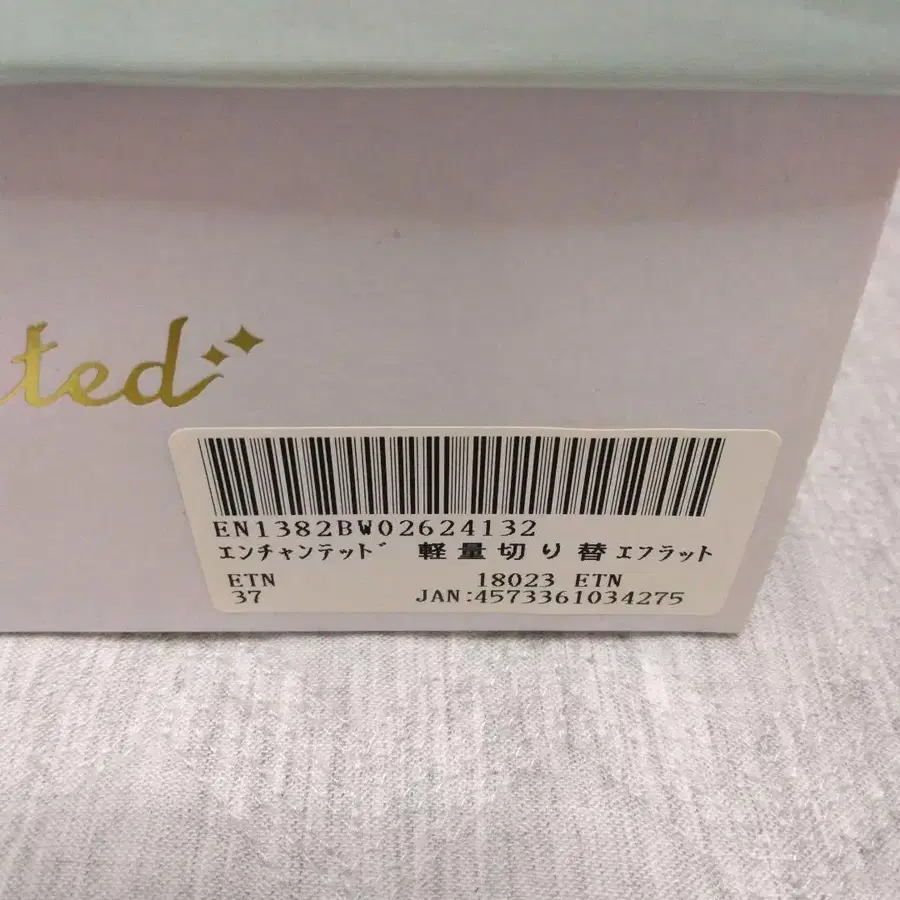 ted
EN1382BW02624132
エンチャンテッド 軽量切り替エフラット
ETN 18023 ETN
37 JAN:4573361034275